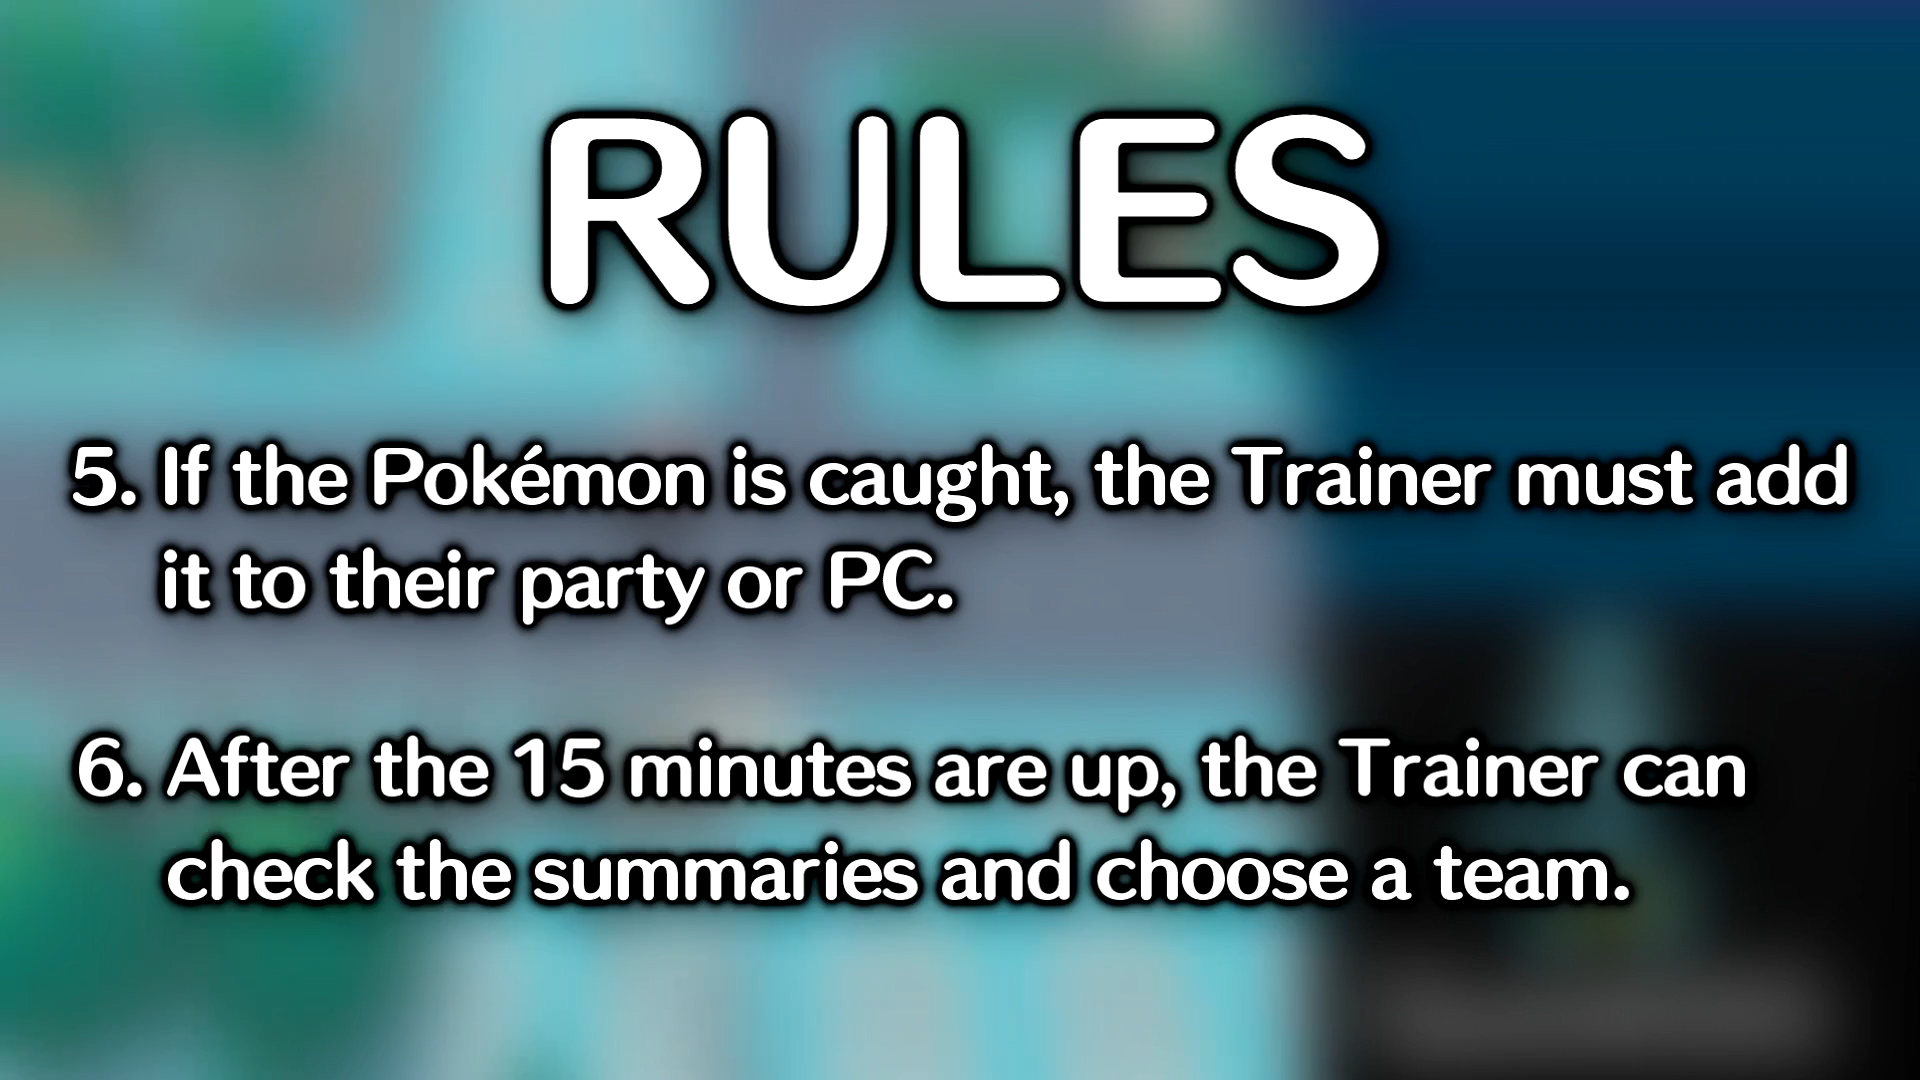 RULES
5. If the Pokémon is caught, the Trainer must add
it to their party or PC.
6. After the 15 minutes are up, the Trainer can
check the summaries and choose a team.